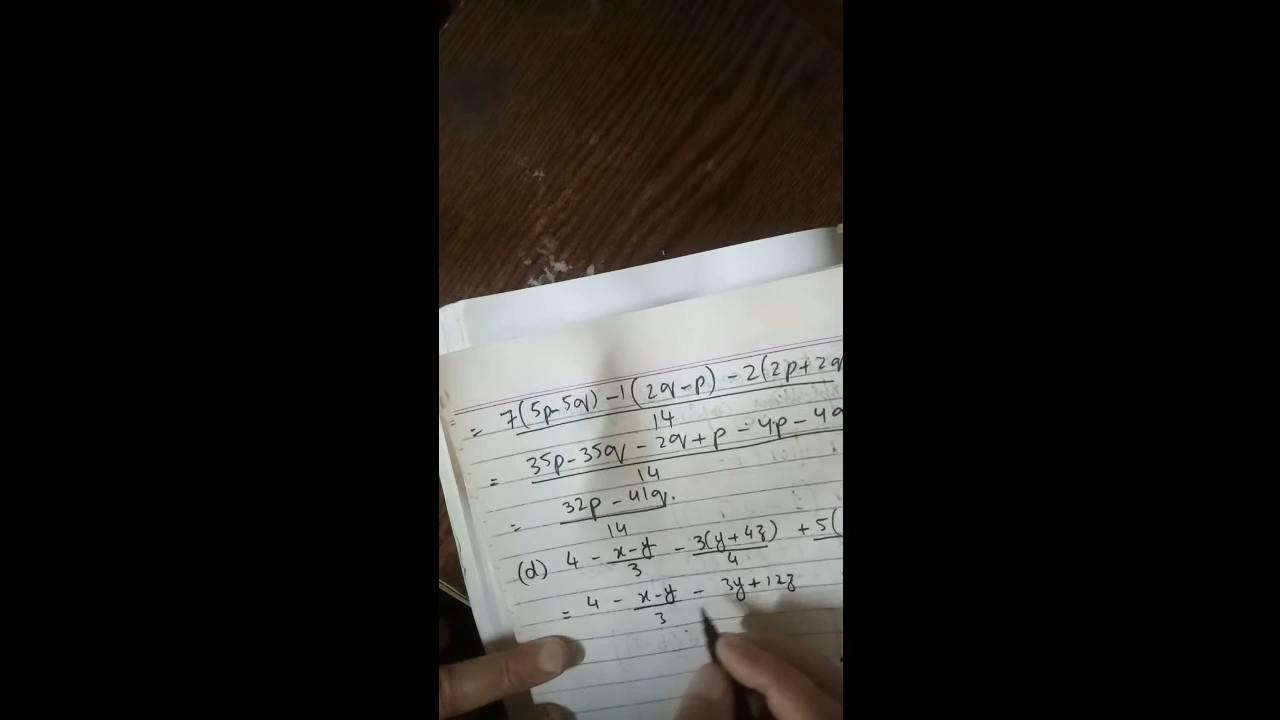 = 7(5p-5q) -1(2q-p) - 2(2p+2q / 14
= 35p-35q - 2q+p - 4p - 4q / 14
= 32p - 41q. / 14
(d) 4 - x-y / 3 - 3(y+4z) / 4 + 5(
= 4 - x-y / 3 - 3y+12z